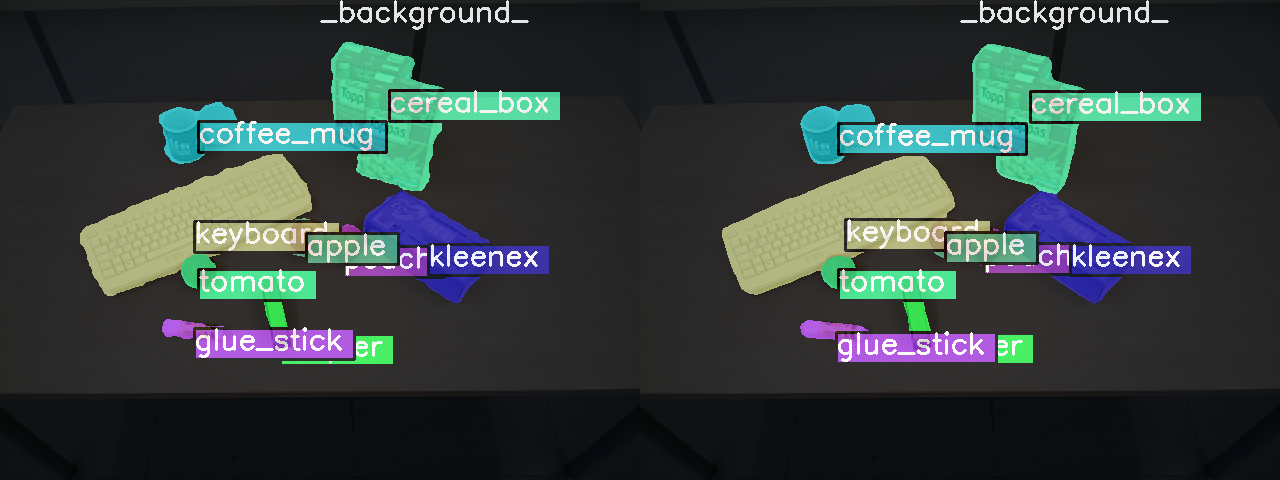 _background_
_background_
cereal_box
cereal_box
coffee_mug
coffee_mug
keyboard
keyboard
apple
apple
kleenex
kleenex
tomato
tomato
glue_stick
glue_stick